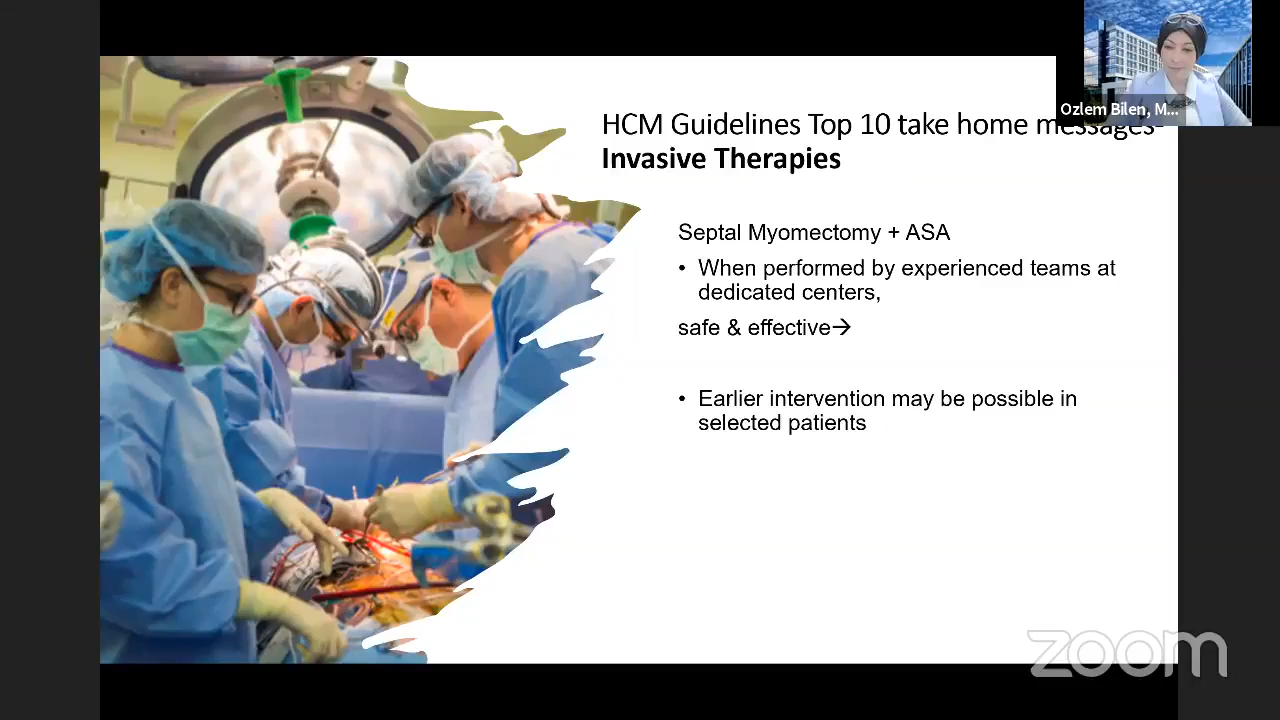 Ozlem Bilen, M...
HCM Guidelines Top 10 take home messages-
Invasive Therapies
Septal Myomectomy + ASA
• When performed by experienced teams at
dedicated centers,
safe & effective→
• Earlier intervention may be possible in
selected patients
zoom